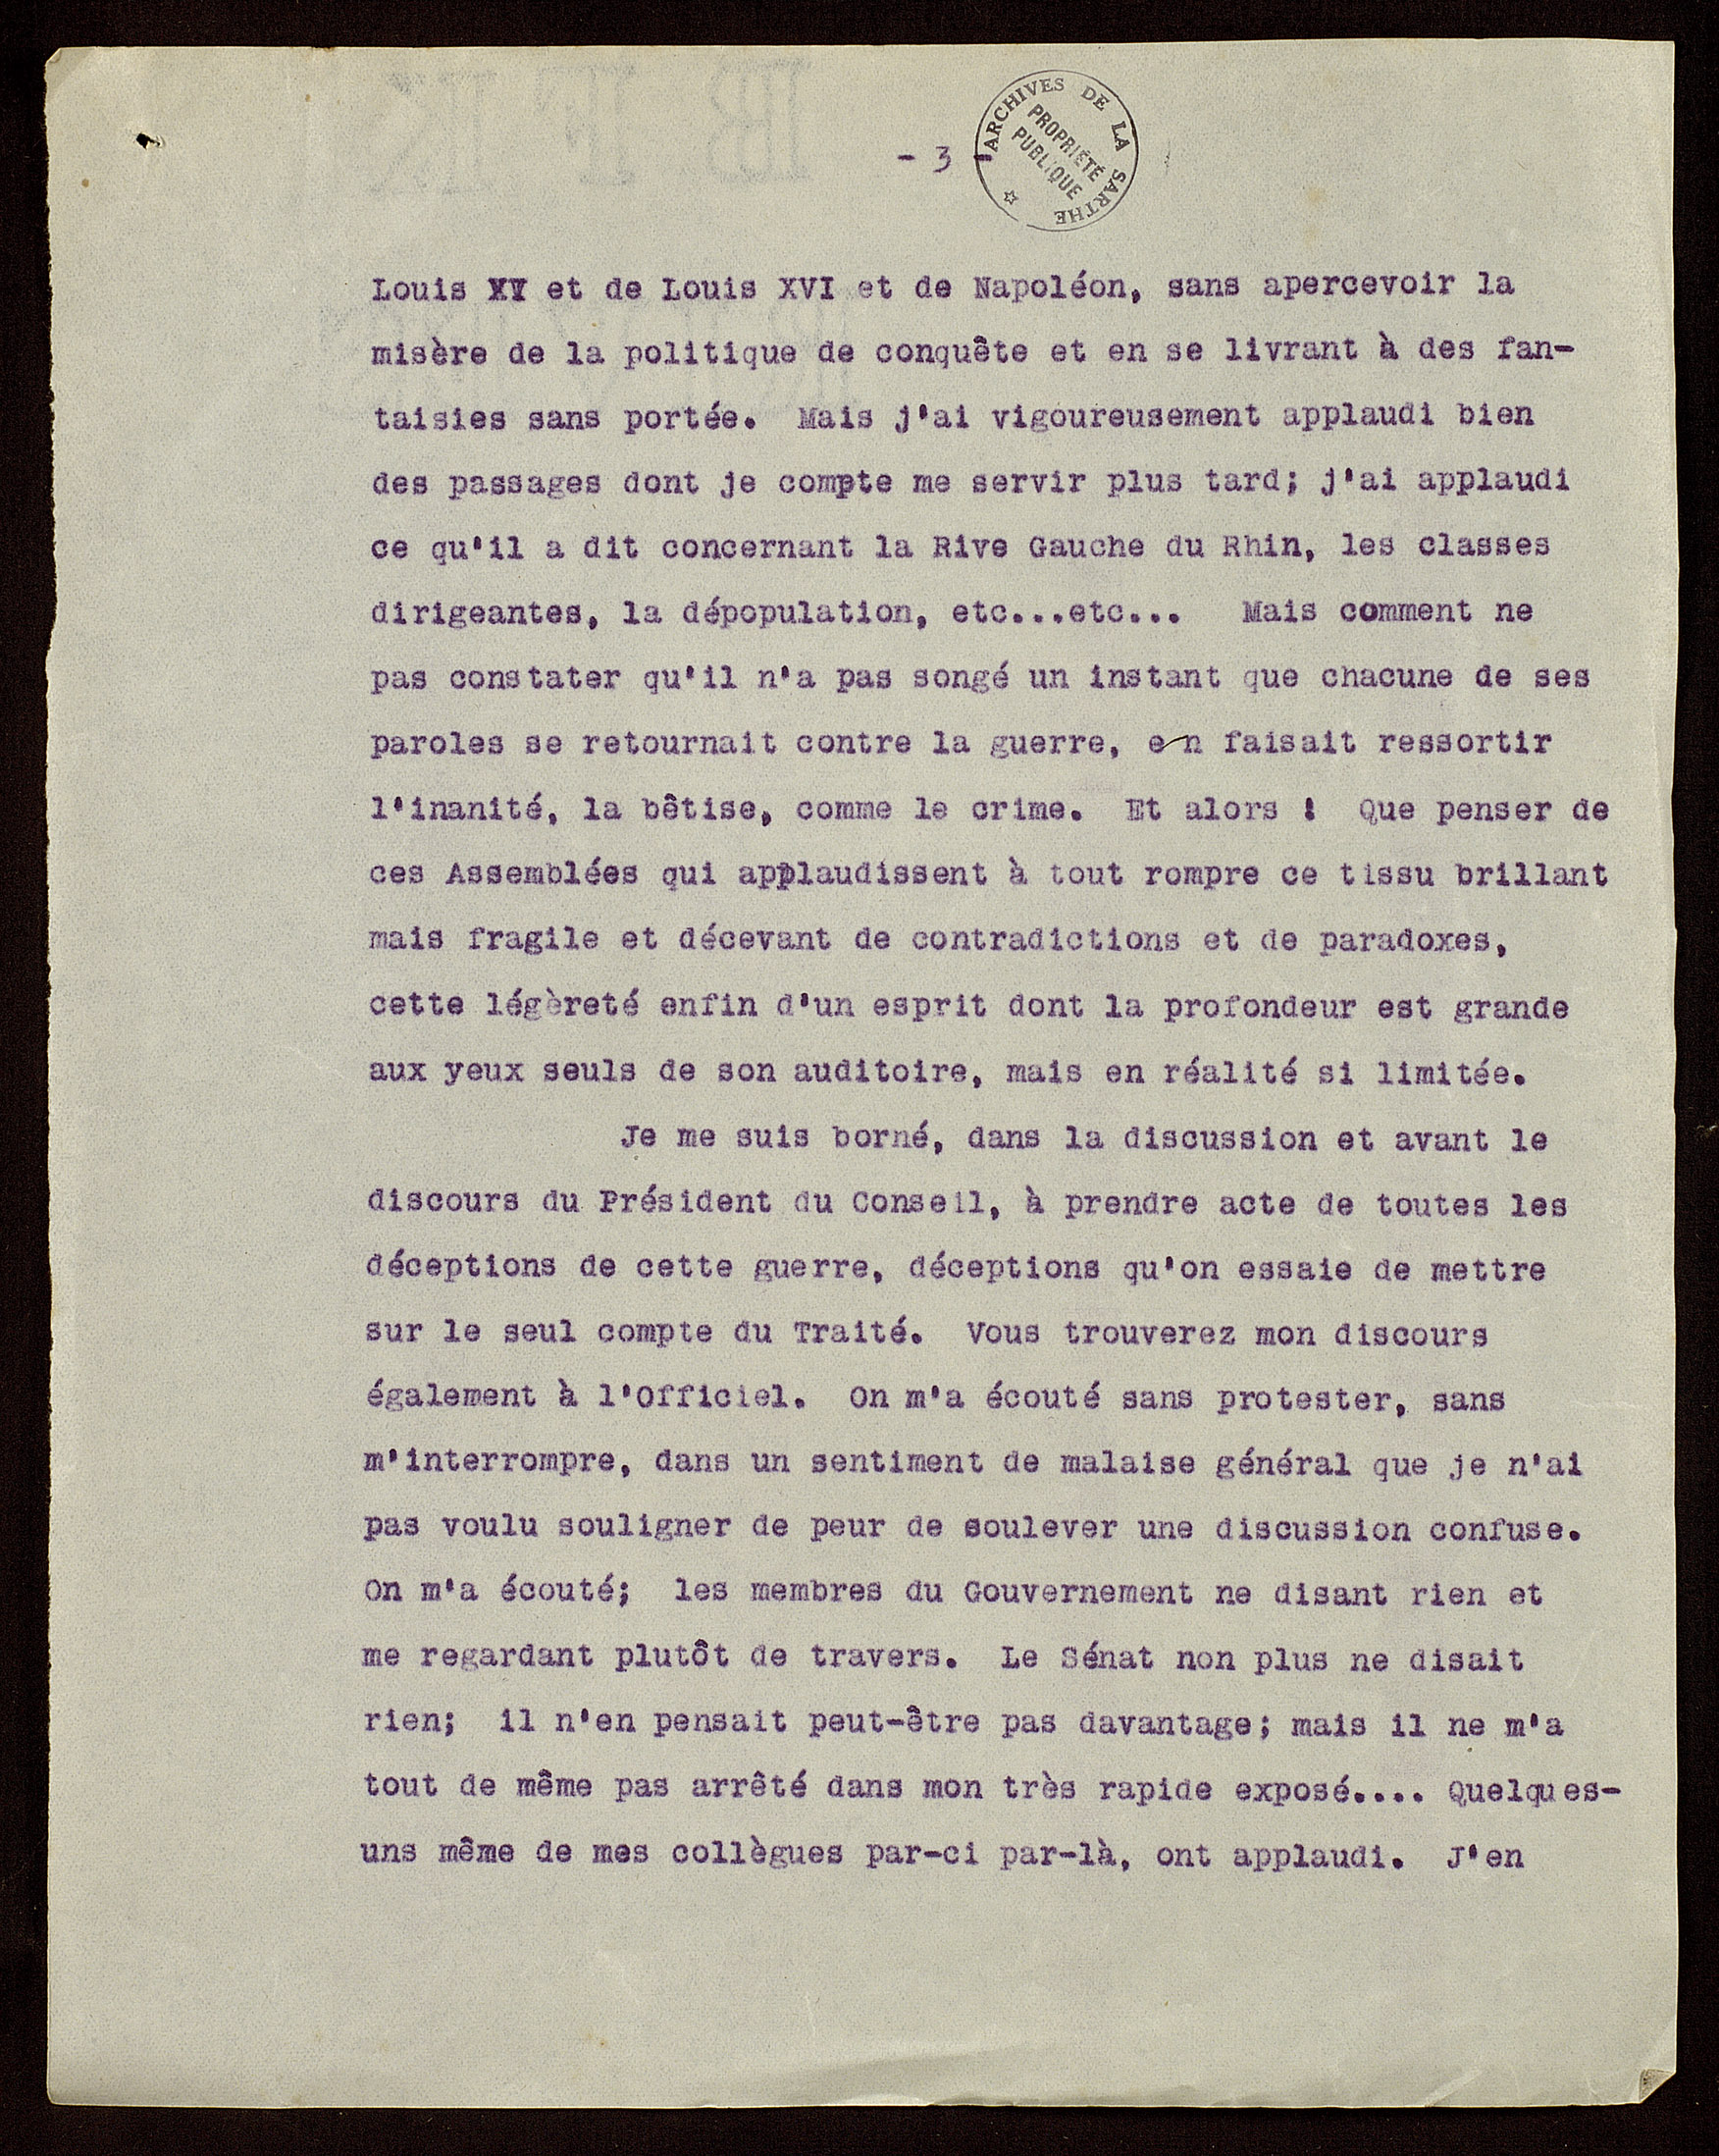 - 3 -
ARCHIVES DE LA SARTHE
PROPRIÉTÉ
PUBLIQUE
Louis XV et de Louis XVI et de Napoléon, sans apercevoir la
misère de la politique de conquête et en se livrant à des fan-
taisies sans portée. Mais j'ai vigoureusement applaudi bien
des passages dont je compte me servir plus tard; j'ai applaudi
ce qu'il a dit concernant la Rive Gauche du Rhin, les classes
dirigeantes, la dépopulation, etc...etc... Mais comment ne
pas constater qu'il n'a pas songé un instant que chacune de ses
paroles se retournait contre la guerre, en faisait ressortir
l'inanité, la bêtise, comme le crime. Et alors ! Que penser de
ces Assemblées qui applaudissent à tout rompre ce tissu brillant
mais fragile et décevant de contradictions et de paradoxes,
cette légèreté enfin d'un esprit dont la profondeur est grande
aux yeux seuls de son auditoire, mais en réalité si limitée.
Je me suis borné, dans la discussion et avant le
discours du Président du Conseil, à prendre acte de toutes les
déceptions de cette guerre, déceptions qu'on essaie de mettre
sur le seul compte du Traité. Vous trouverez mon discours
également à l'Officiel. On m'a écouté sans protester, sans
m'interrompre, dans un sentiment de malaise général que je n'ai
pas voulu souligner de peur de soulever une discussion confuse.
On m'a écouté; les membres du Gouvernement ne disant rien et
me regardant plutôt de travers. Le Sénat non plus ne disait
rien; il n'en pensait peut-être pas davantage; mais il ne m'a
tout de même pas arrêté dans mon très rapide exposé.... Quelques-
uns même de mes collègues par-ci par-là, ont applaudi. J'en